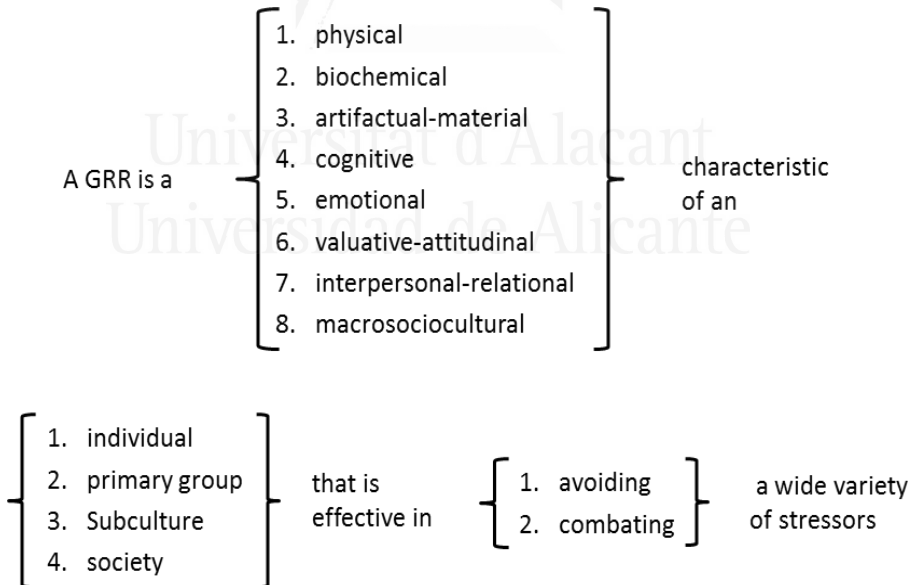 A GRR is a
1. physical
2. biochemical
3. artifactual-material
4. cognitive
5. emotional
6. valuative-attitudinal
7. interpersonal-relational
8. macrosociocultural
characteristic
of an
1. individual
2. primary group
3. Subculture
4. society
that is
effective in
1. avoiding
2. combating
a wide variety
of stressors
Universitat d'Alacant
Universidad de Alicante